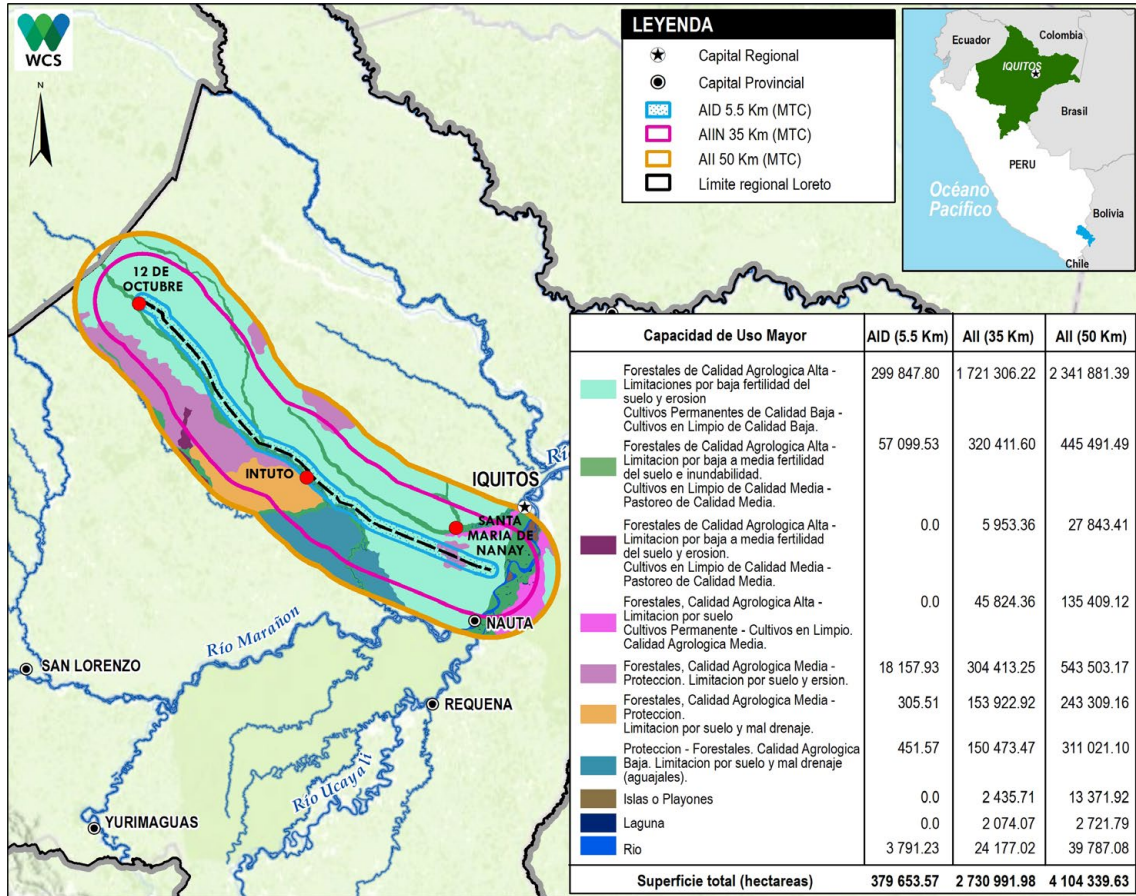 WCS
N
LEYENDA
Capital Regional
Capital Provincial
AID 5.5 Km (MTC)
AIIN 35 Km (MTC)
AII 50 Km (MTC)
Límite regional Loreto
Ecuador
Colombia
IQUITOS
Brasil
PERU
Océano
Pacífico
Bolivia
Chile
12 DE
OCTUBRE
INTUTO
IQUITOS
Río
SANTA
MARIA DE
NANAY
NAUTA
Río Marañon
SAN LORENZO
REQUENA
Río Ucayali
YURIMAGUAS
Capacidad de Uso Mayor AID (5.5 Km) AII (35 Km) AII (50 Km)
Forestales de Calidad Agrologica Alta - 299 847.80 1 721 306.22 2 341 881.39
Limitaciones por baja fertilidad del
suelo y erosion
Cultivos Permanentes de Calidad Baja -
Cultivos en Limpio de Calidad Baja.
Forestales de Calidad Agrologica Alta - 57 099.53 320 411.60 445 491.49
Limitacion por baja a media fertilidad
del suelo e inundabilidad.
Cultivos en Limpio de Calidad Media -
Pastoreo de Calidad Media.
Forestales de Calidad Agrologica Alta - 0.0 5 953.36 27 843.41
Limitacion por baja a media fertilidad
del suelo y erosion.
Cultivos en Limpio de Calidad Media -
Pastoreo de Calidad Media.
Forestales, Calidad Agrologica Alta - 0.0 45 824.36 135 409.12
Limitacion por suelo
Cultivos Permanente - Cultivos en Limpio.
Calidad Agrologica Media.
Forestales, Calidad Agrologica Media - 18 157.93 304 413.25 543 503.17
Proteccion. Limitacion por suelo y ersion.
Forestales, Calidad Agrologica Media - 305.51 153 922.92 243 309.16
Proteccion.
Limitacion por suelo y mal drenaje.
Proteccion - Forestales. Calidad Agrologica 451.57 150 473.47 311 021.10
Baja. Limitacion por suelo y mal drenaje
(aguajales).
Islas o Playones 0.0 2 435.71 13 371.92
Laguna 0.0 2 074.07 2 721.79
Rio 3 791.23 24 177.02 39 787.08
Superficie total (hectareas) 379 653.57 2 730 991.98 4 104 339.63